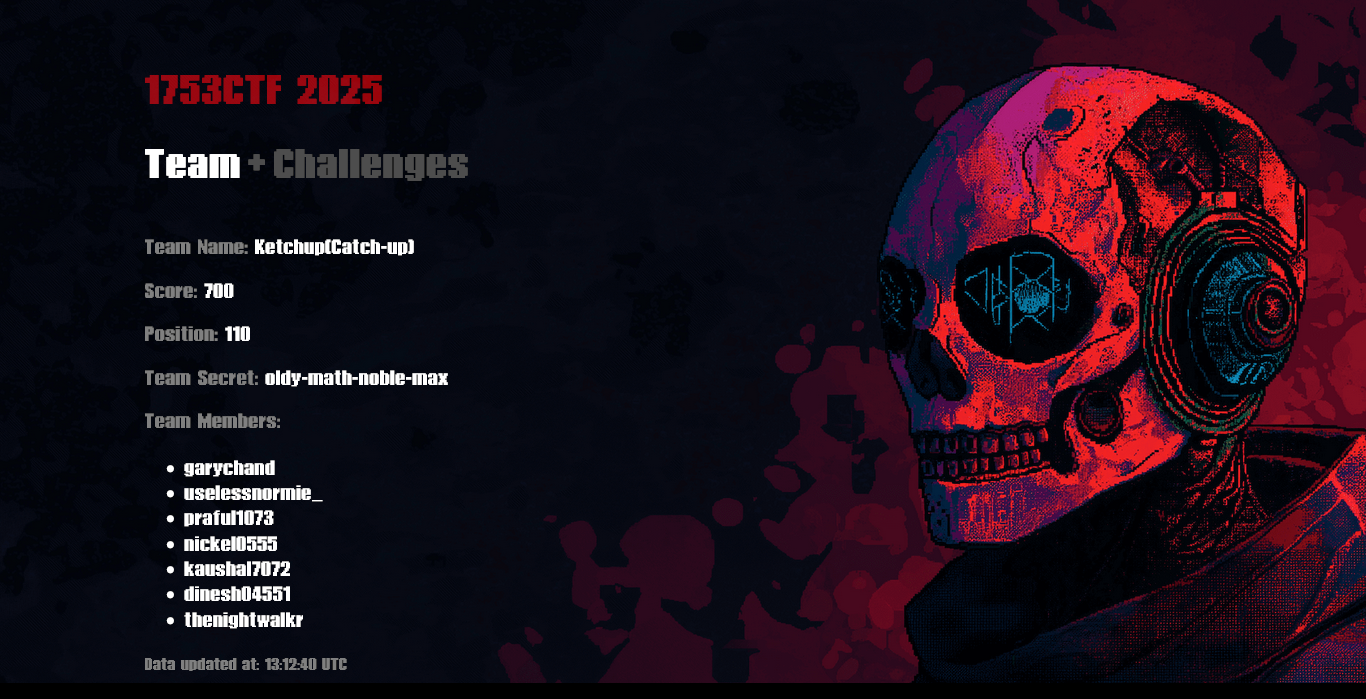 1753CTF 2025
Team + Challenges
Team Name: Ketchup(Catch-up)
Score: 700
Position: 110
Team Secret: oldy-math-noble-max
Team Members:
• garychand
• uselessnormie_
• praful1073
• nickel0555
• kaushal7072
• dinesh04551
• thenightwalkr
Data updated at: 13:12:40 UTC